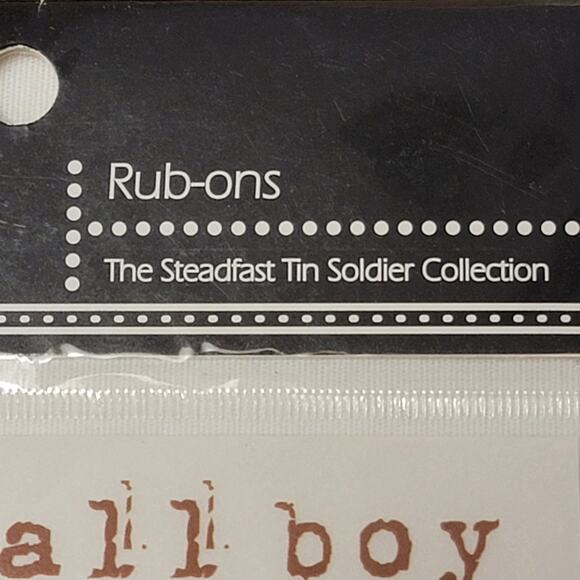 Rub-ons
The Steadfast Tin Soldier Collection
all boy